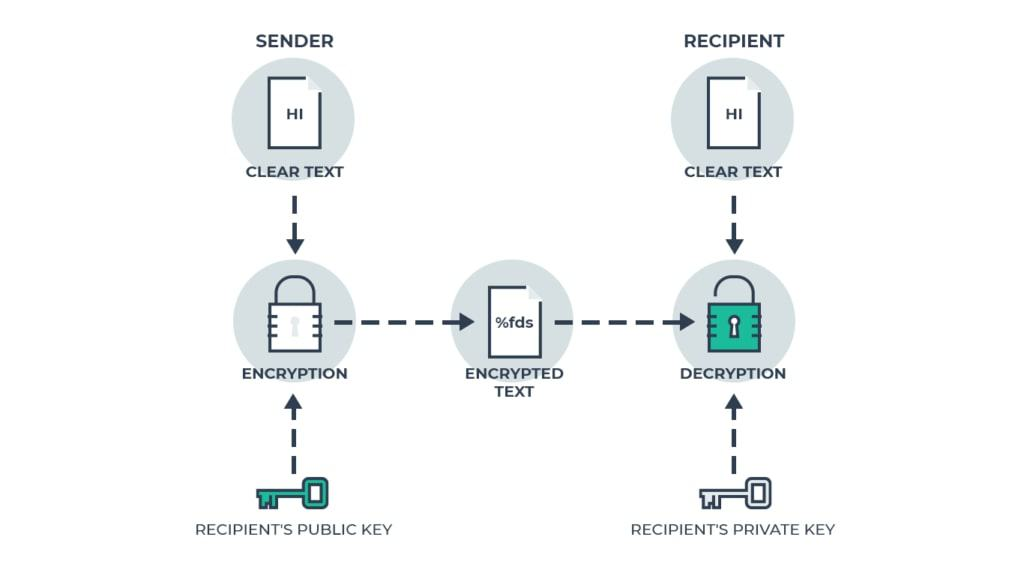 SENDER
RECIPIENT
HI
HI
CLEAR TEXT
CLEAR TEXT
%fds
ENCRYPTION
ENCRYPTED
TEXT
DECRYPTION
RECIPIENT'S PUBLIC KEY
RECIPIENT'S PRIVATE KEY